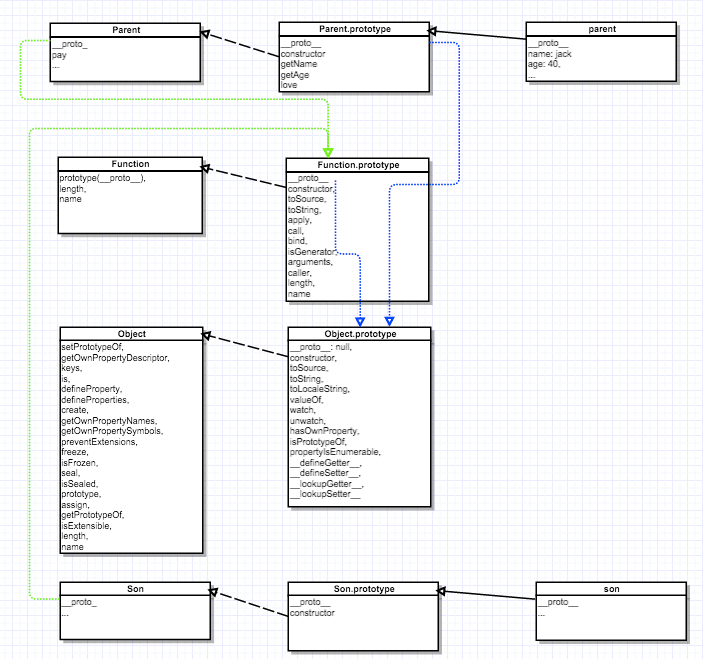 Parent
__proto_
pay
...
Parent.prototype
__proto__
constructor
getName
getAge
love
parent
__proto__
name: jack
age: 40,
...
Function
prototype(__proto__),
length,
name
Function.prototype
__proto__
constructor,
toSource,
toString,
apply,
call,
bind,
isGenerator,
arguments,
caller,
length,
name
Object
setPrototypeOf,
getOwnPropertyDescriptor,
keys,
is,
defineProperty,
defineProperties,
create,
getOwnPropertyNames,
getOwnPropertySymbols,
preventExtensions,
freeze,
isFrozen,
seal,
isSealed,
prototype,
assign,
getPrototypeOf,
isExtensible,
length,
name
Object.prototype
__proto__: null,
constructor,
toSource,
toString,
toLocaleString,
valueOf,
watch,
unwatch,
hasOwnProperty,
isPrototypeOf,
propertyIsEnumerable,
__defineGetter__,
__defineSetter__,
__lookupGetter__,
__lookupSetter__
Son
__proto_
...
Son.prototype
__proto__
constructor
son
__proto__
...